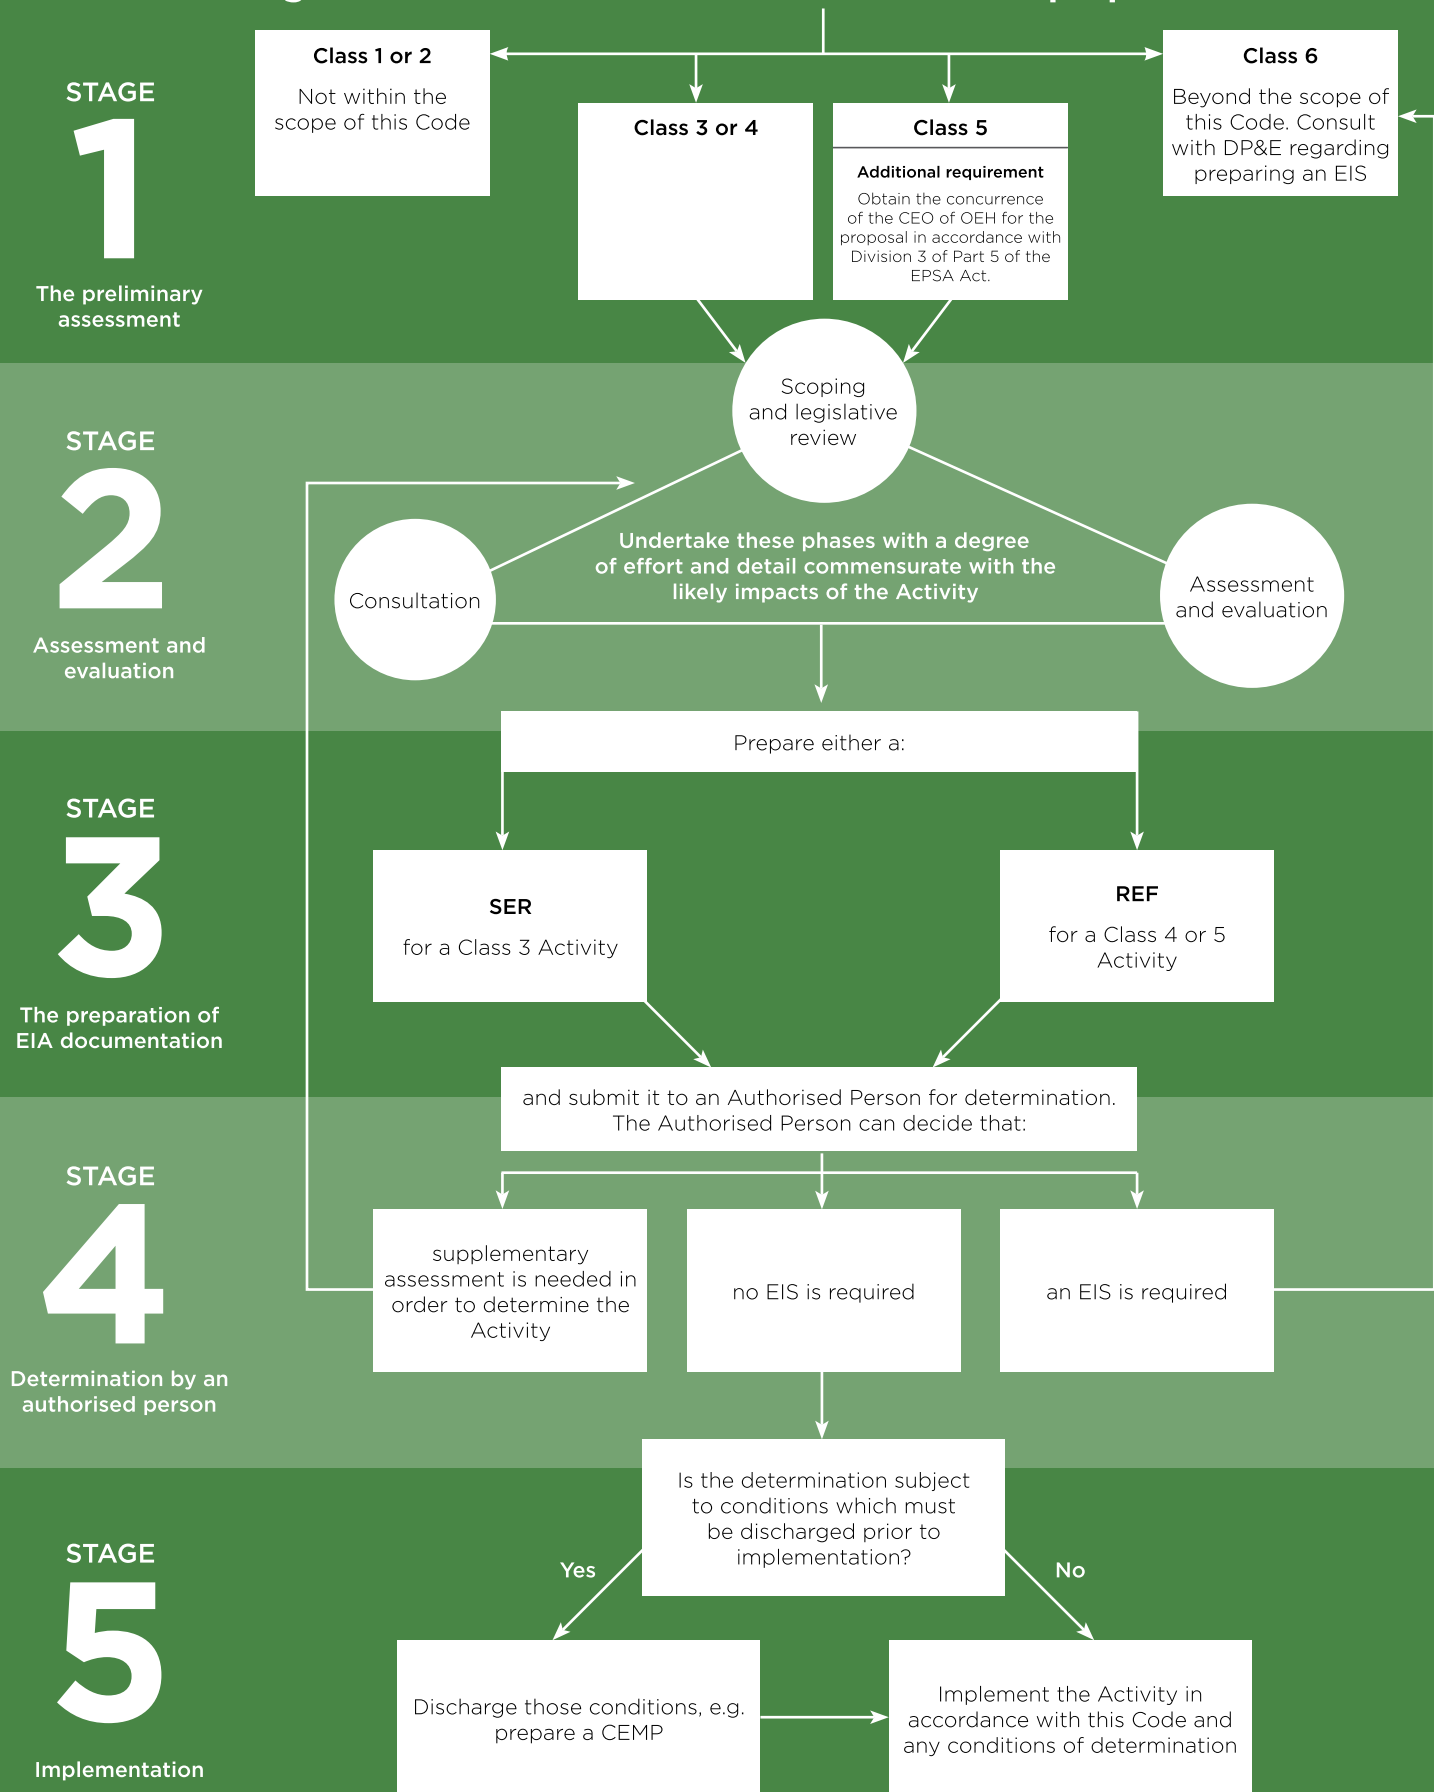 STAGE
1
The preliminary
assessment
Class 1 or 2
Not within the
scope of this Code
Class 3 or 4
Class 5
Additional requirement
Obtain the concurrence
of the CEO of OEH for the
proposal in accordance with
Division 3 of Part 5 of the
EPSA Act.
Class 6
Beyond the scope of
this Code. Consult
with DP&E regarding
preparing an EIS
STAGE
2
Assessment and
evaluation
Scoping
and legislative
review
Consultation
Undertake these phases with a degree
of effort and detail commensurate with the
likely impacts of the Activity
Assessment
and evaluation
STAGE
3
The preparation of
EIA documentation
Prepare either a:
SER
for a Class 3 Activity
REF
for a Class 4 or 5
Activity
and submit it to an Authorised Person for determination.
The Authorised Person can decide that:
STAGE
4
Determination by an
authorised person
supplementary
assessment is needed in
order to determine the
Activity
no EIS is required
an EIS is required
STAGE
5
Implementation
Is the determination subject
to conditions which must
be discharged prior to
implementation?
Yes
No
Discharge those conditions, e.g.
prepare a CEMP
Implement the Activity in
accordance with this Code and
any conditions of determination